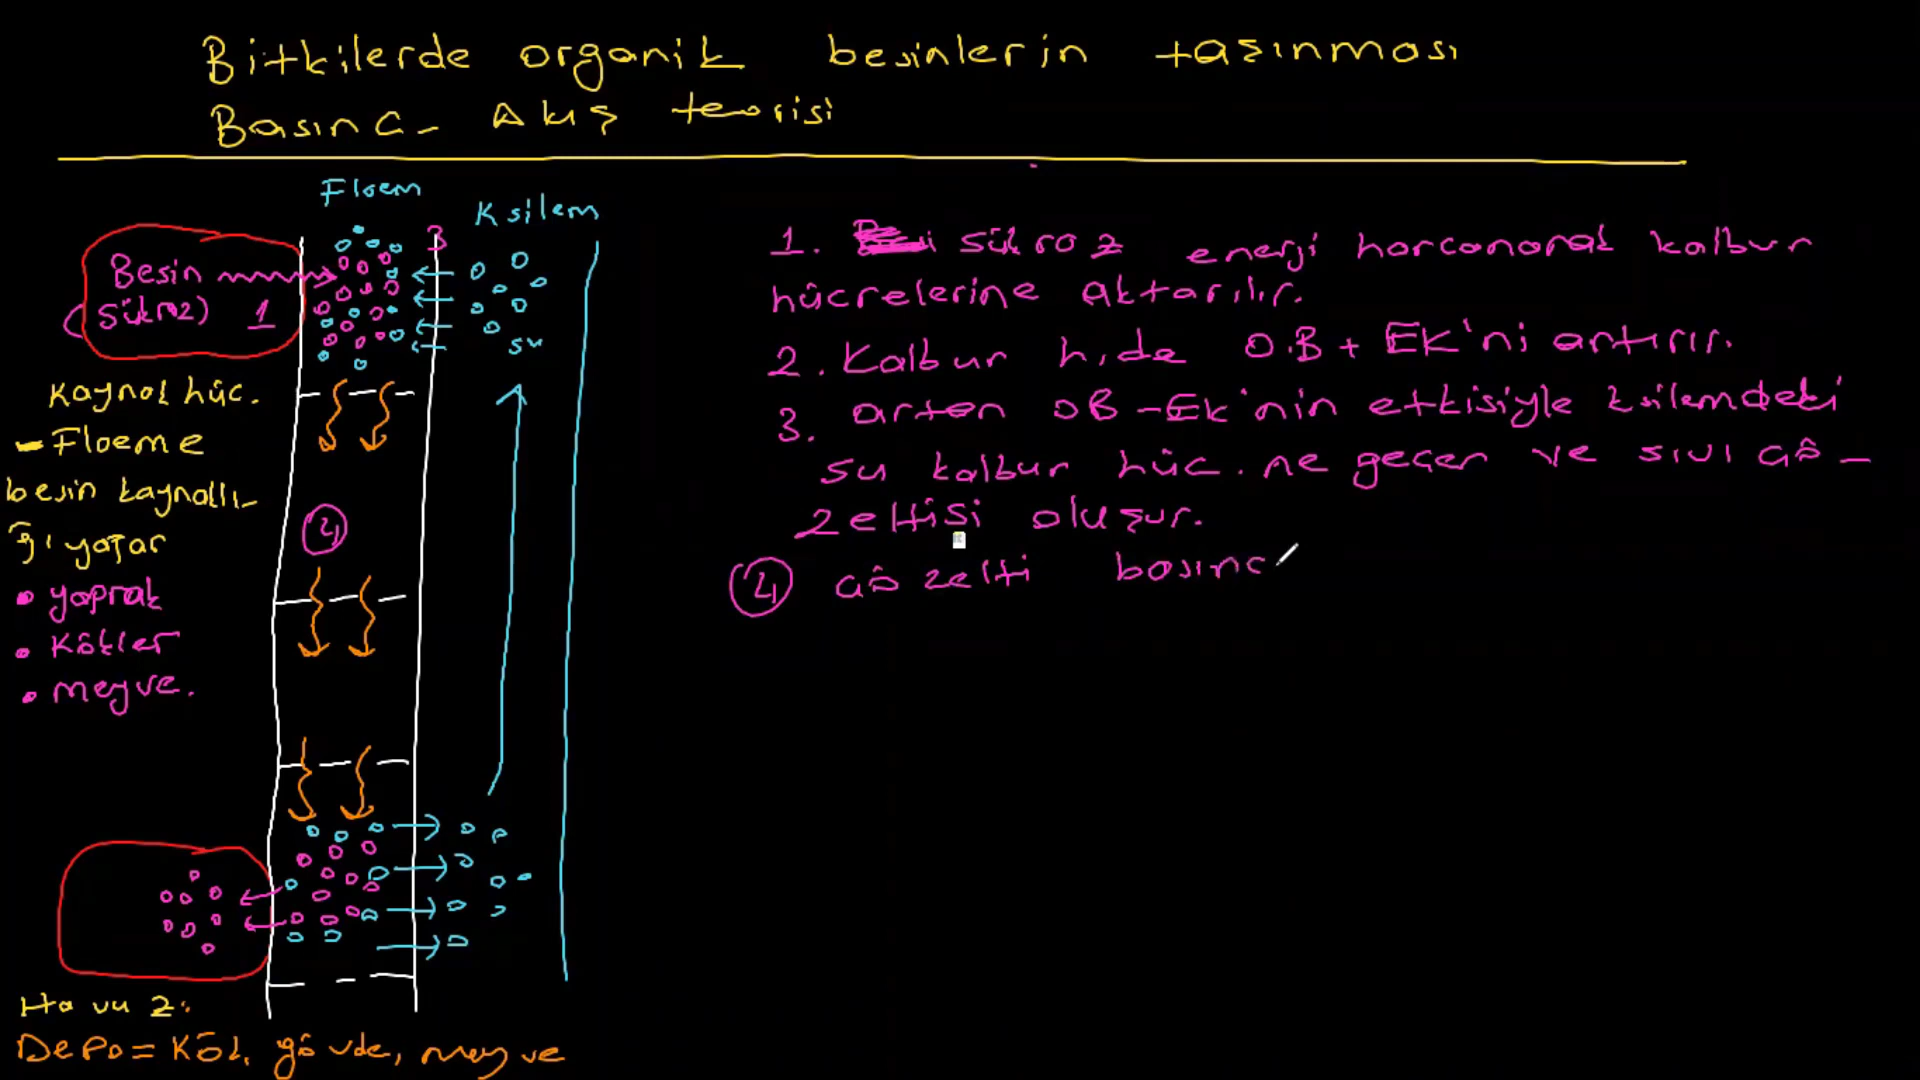 Bitkilerde organik besinlerin taşınması
Basınc- Akış teorisi
Floem
Ksilem
Besin
(sükroz) 1
3
su
Kaynak hüc.
- Floeme
besin kaynaklı-
ğı yapar
• yaprak
• Kökler
• meyve.
4
Havuz:
Depo = Kök, gövde, meyve
1. sükroz enerji harcanarak kalbur
hücrelerine aktarılır.
2. Kalbur h.de O.B + EK'ni artırır.
3. artan OB-Ek'nin etkisiyle ksilemdeki
su kalbur hüc.ne geçer ve sıvı çö-
zeltisi oluşur.
4 çözelti basınc